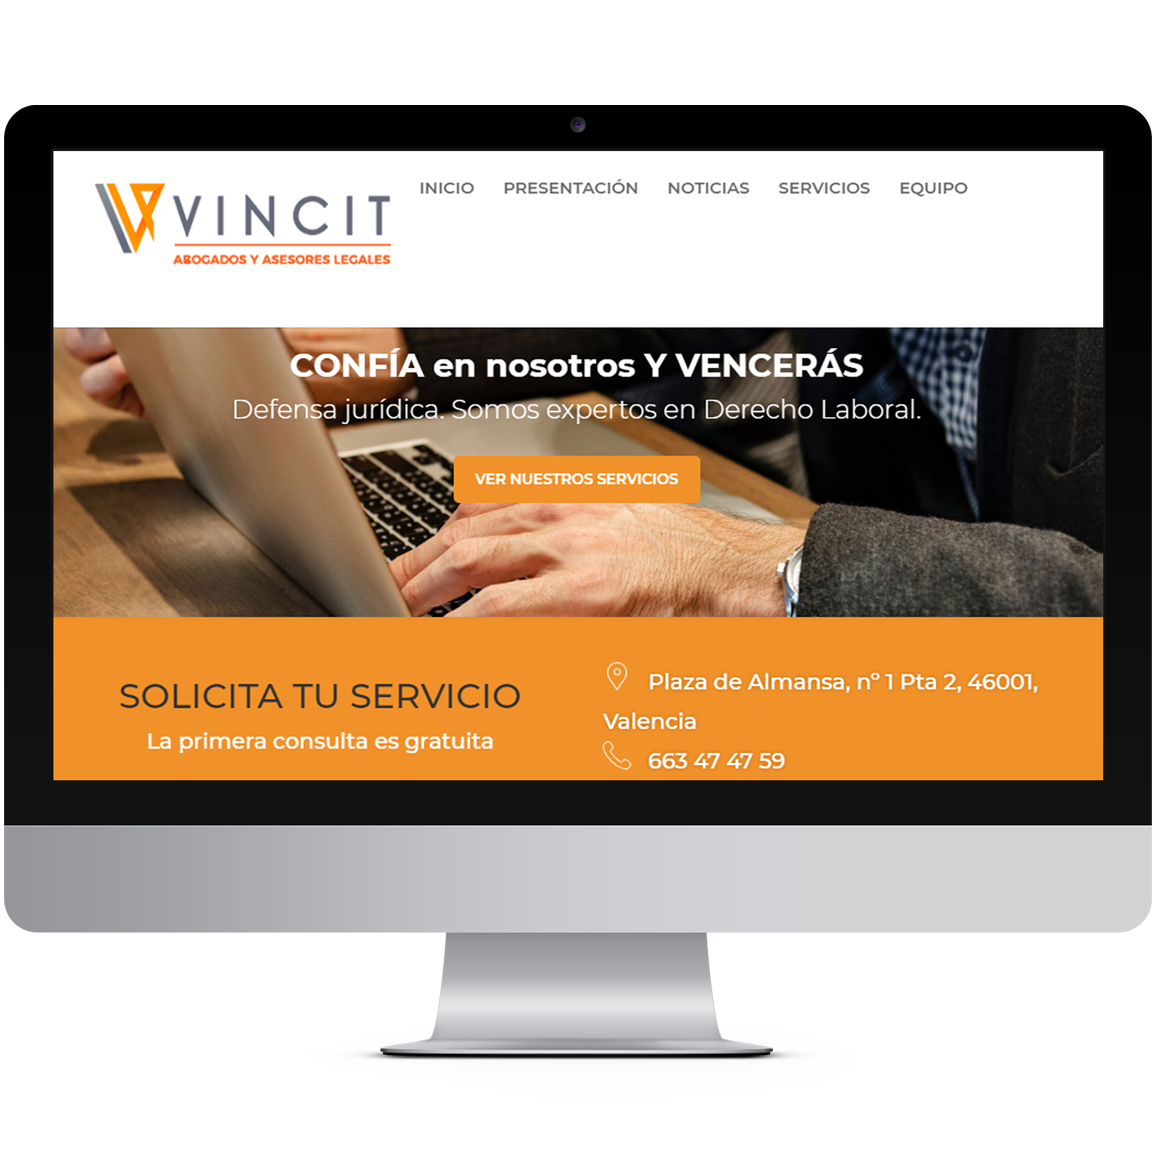 VINCIT
ABOGADOS Y ASESORES LEGALES
INICIO PRESENTACIÓN NOTICIAS SERVICIOS EQUIPO
CONFÍA en nosotros Y VENCERÁS
Defensa jurídica. Somos expertos en Derecho Laboral.
VER NUESTROS SERVICIOS
SOLICITA TU SERVICIO
La primera consulta es gratuita
Plaza de Almansa, nº 1 Pta 2, 46001,
Valencia
663 47 47 59